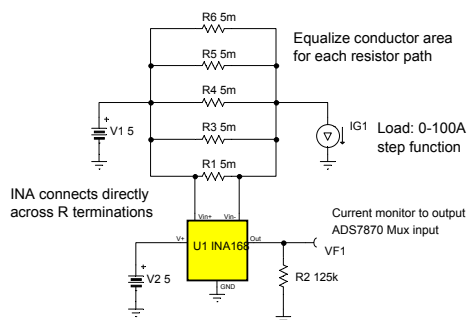 R6 5m
Equalize conductor area
for each resistor path
R5 5m
R4 5m
V1 5
IG1
Load: 0-100A
step function
R3 5m
R1 5m
INA connects directly
across R terminations
Vin+
Vin-
V+
U1 INA168
Out
Current monitor to output
ADS7870 Mux input
VF1
GND
V2 5
R2 125k